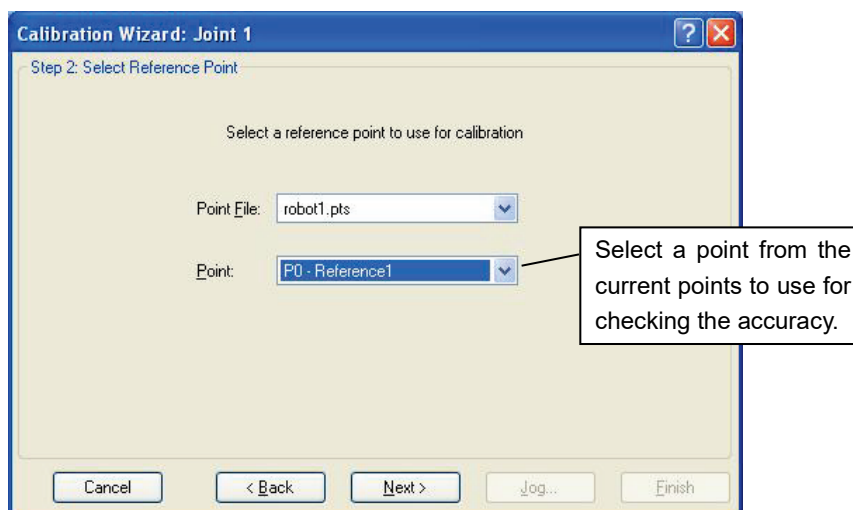 Calibration Wizard: Joint 1
Step 2: Select Reference Point
Select a reference point to use for calibration
Point File: robot1.pts
Point: P0 - Reference1
Select a point from the
current points to use for
checking the accuracy.
Cancel < Back Next > Jog... Finish